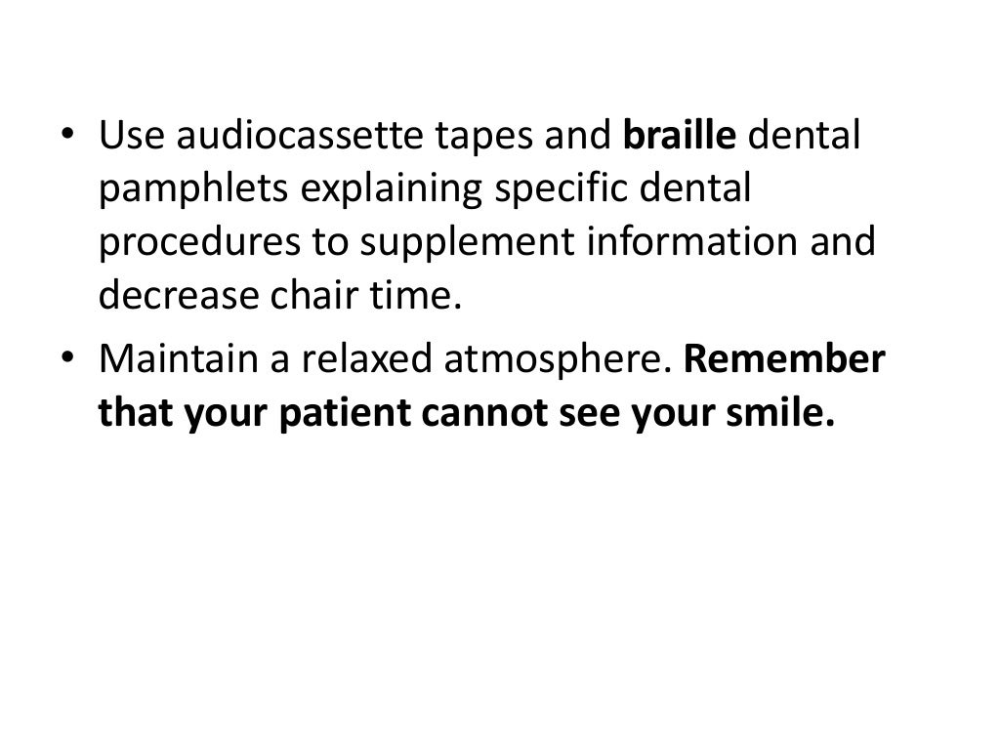 • Use audiocassette tapes and braille dental
pamphlets explaining specific dental
procedures to supplement information and
decrease chair time.
• Maintain a relaxed atmosphere. Remember
that your patient cannot see your smile.